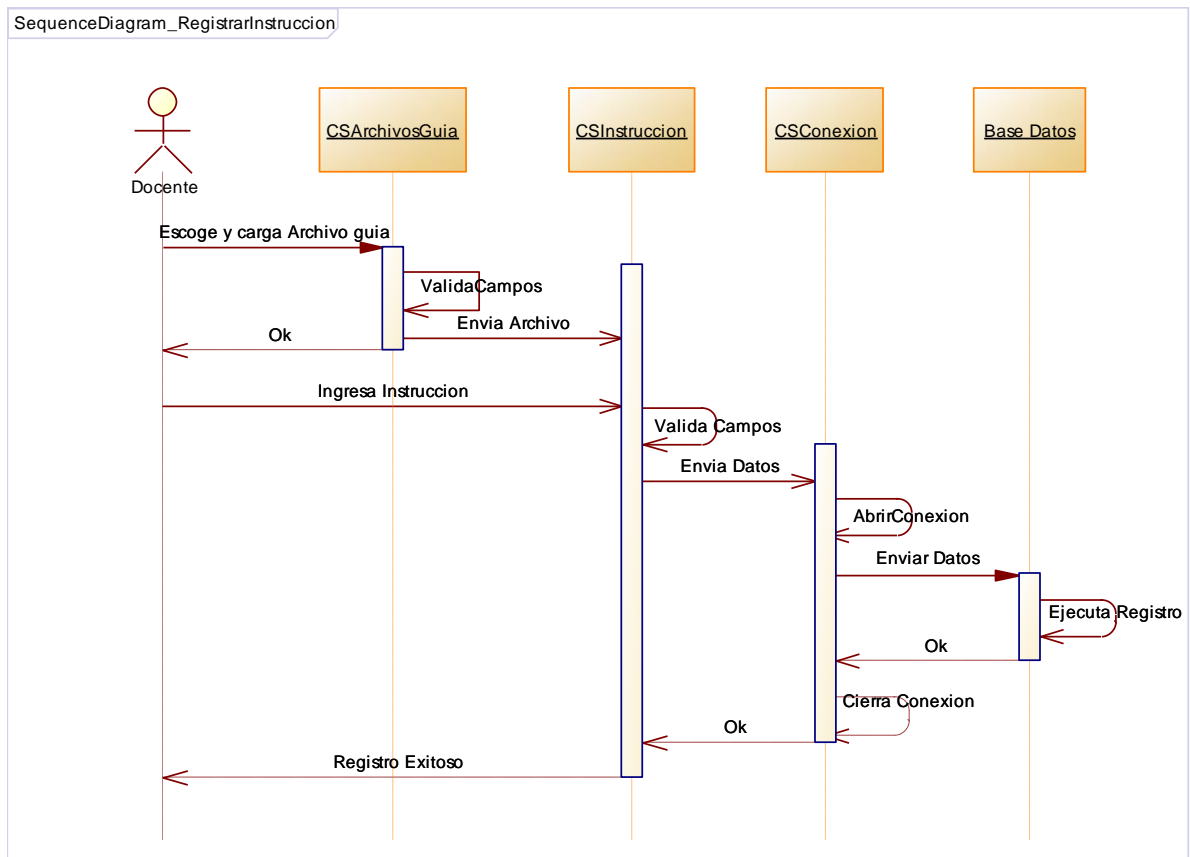 SequenceDiagram_RegistrarInstruccion
CSArchivosGuia
CSInstruccion
CSConexion
Base Datos
Docente
Escoge y carga Archivo guia
ValidaCampos
Envia Archivo
Ok
Ingresa Instruccion
Valida Campos
Envia Datos
AbrirConexion
Enviar Datos
Ejecuta Registro
Ok
Cierra Conexion
Ok
Registro Exitoso